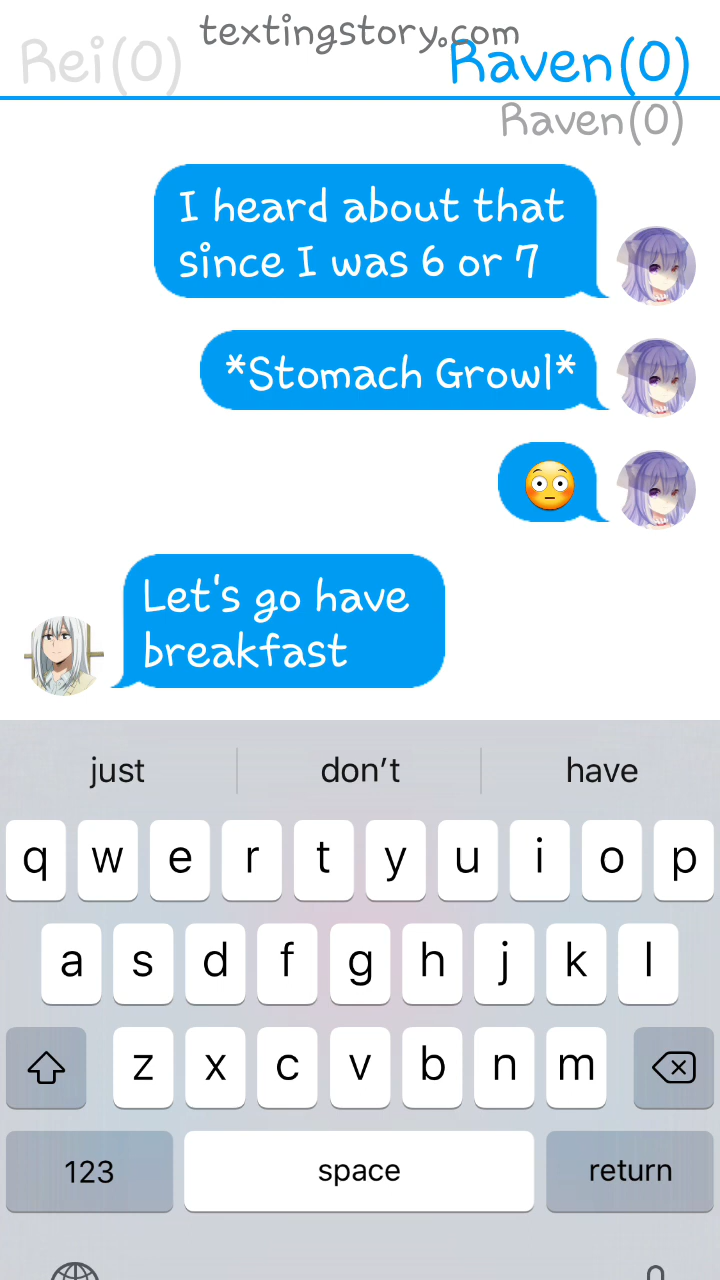 textingstory.com
Rei(0)
Raven(0)
Raven(0)
I heard about that
since I was 6 or 7
*Stomach Growl*
Let's go have
breakfast
just don't have
q w e r t y u i o p
a s d f g h j k l
z x c v b n m
123 space return